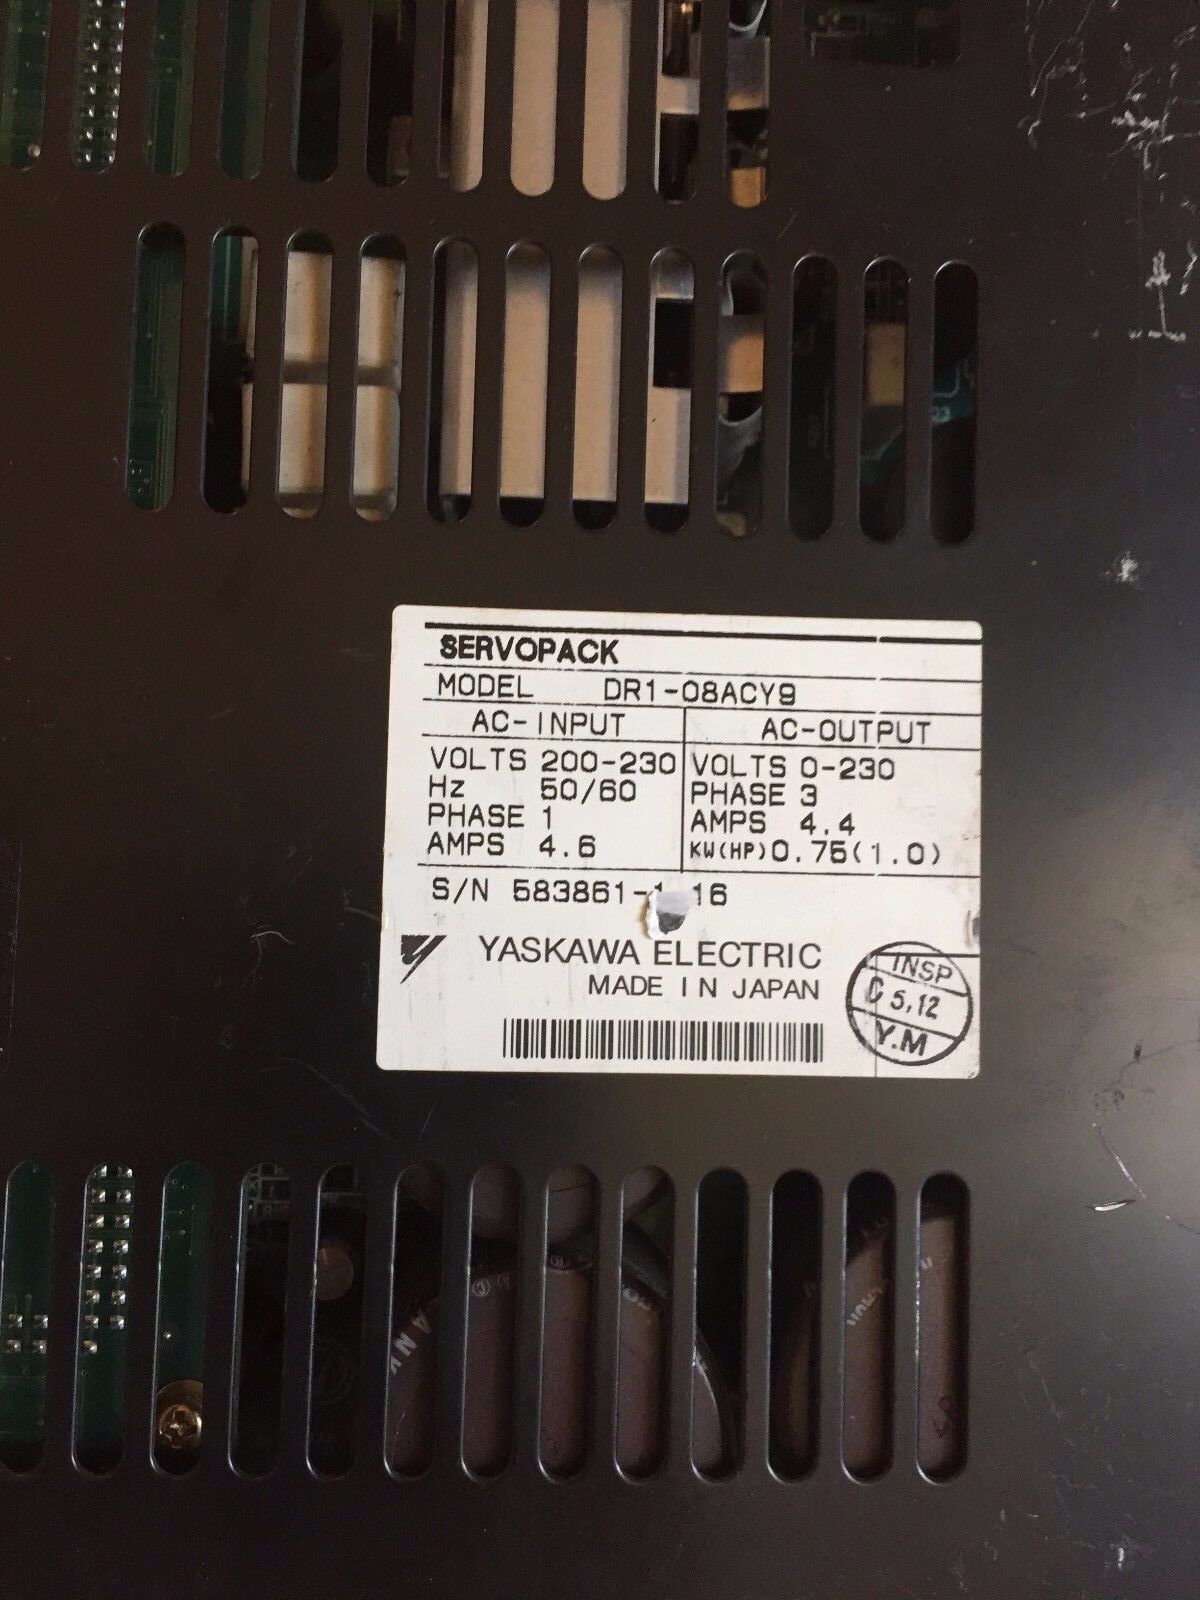 SERVOPACK
MODEL DR1-08ACY9
AC-INPUT AC-OUTPUT
VOLTS 200-230 VOLTS 0-230
Hz 50/60 PHASE 3
PHASE 1 AMPS 4.4
AMPS 4.6 KW(HP)0.75(1.0)
S/N 583861-1 16
YASKAWA ELECTRIC
MADE IN JAPAN
INSP
C 5,12
Y.M